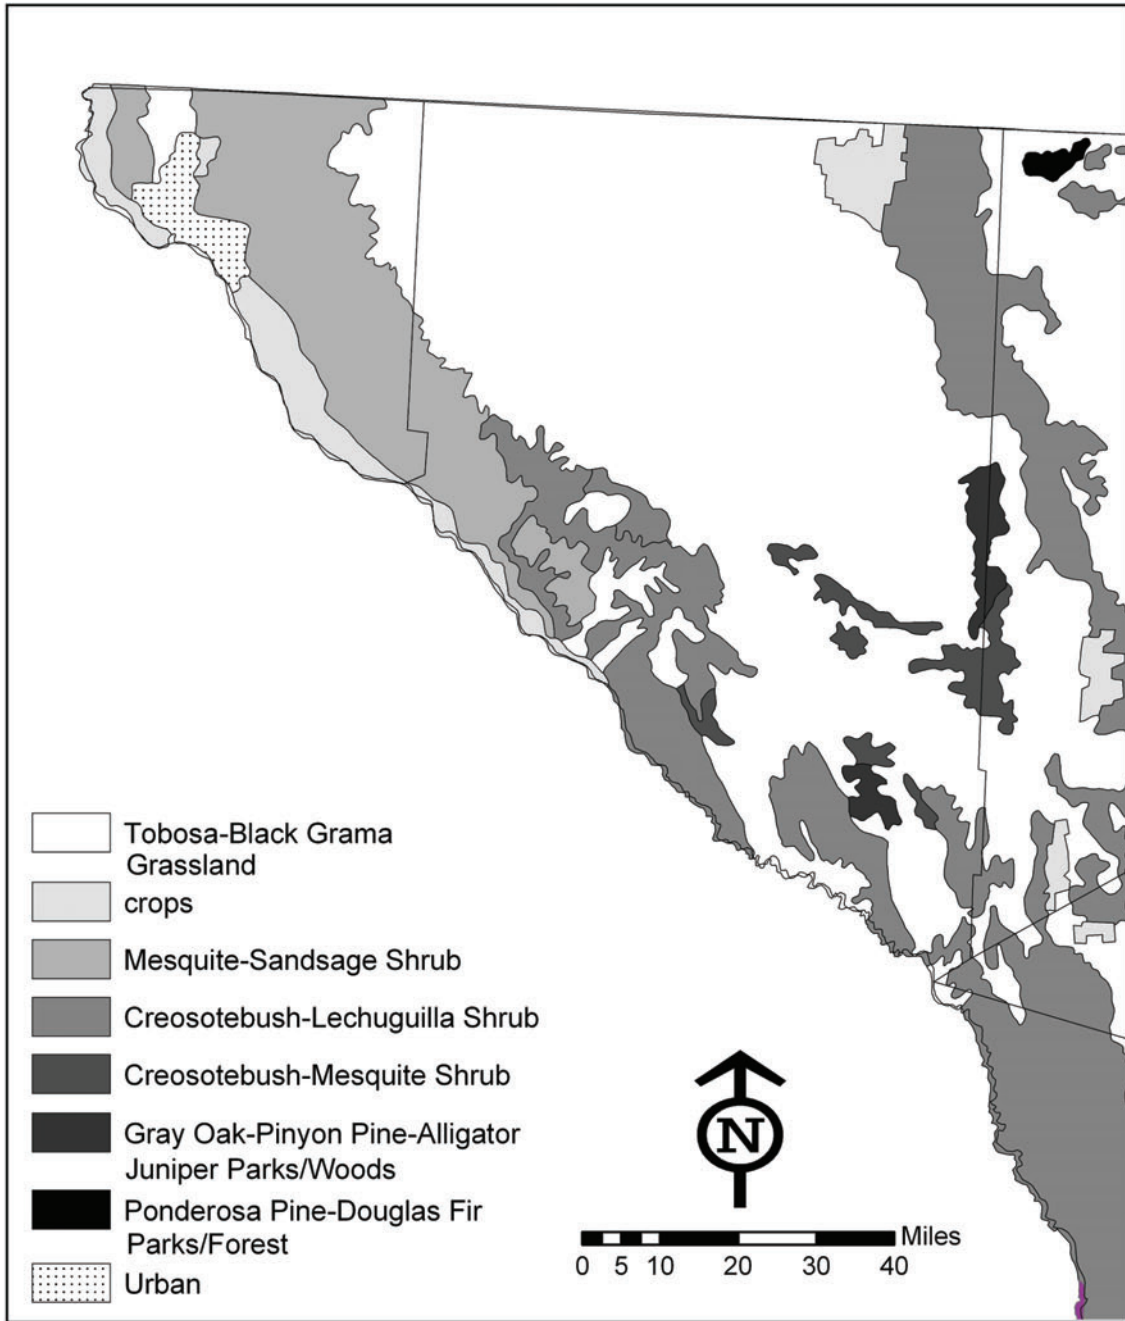 Tobosa-Black Grama
Grassland
crops
Mesquite-Sandsage Shrub
Creosotebush-Lechuguilla Shrub
Creosotebush-Mesquite Shrub
Gray Oak-Pinyon Pine-Alligator
Juniper Parks/Woods
Ponderosa Pine-Douglas Fir
Parks/Forest
Urban
N
Miles
0 5 10 20 30 40